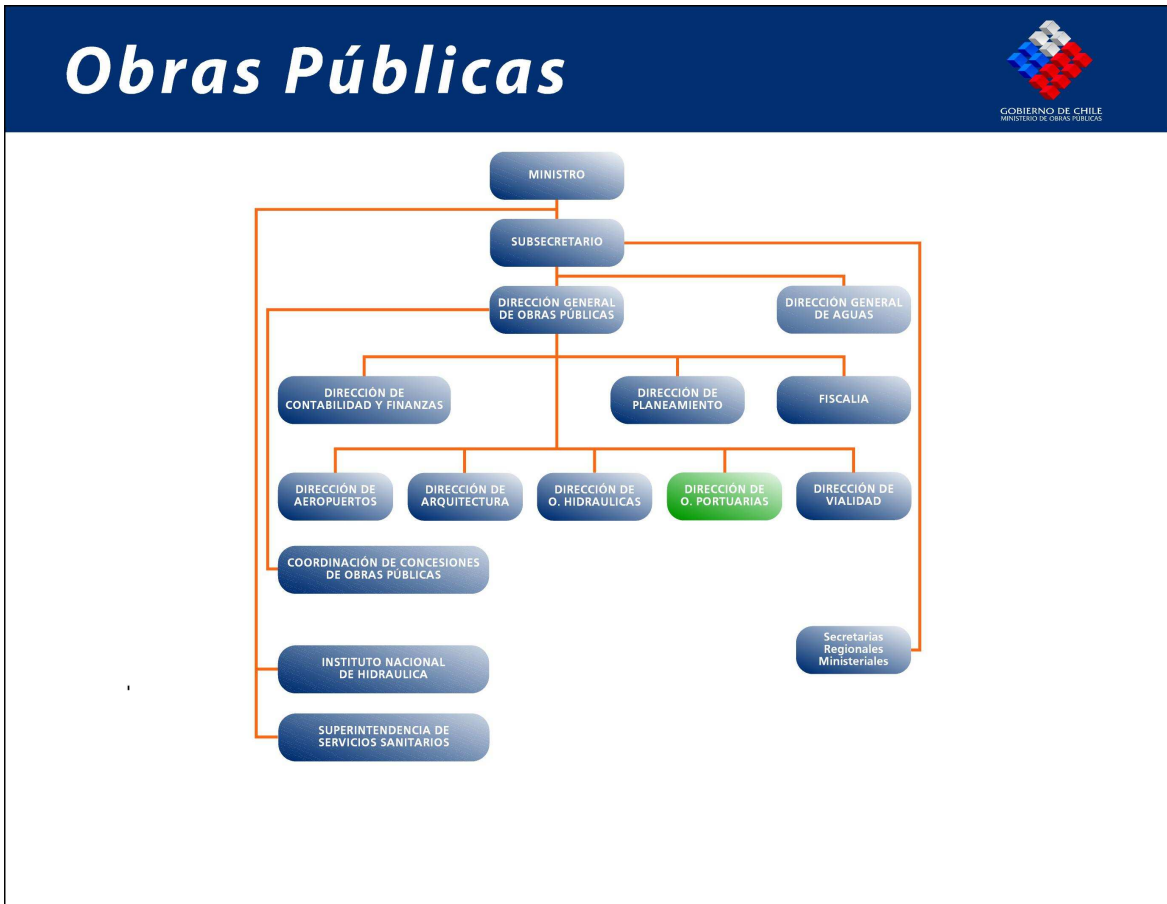 Obras Públicas
GOBIERNO DE CHILE
MINISTERIO DE OBRAS PÚBLICAS
MINISTRO
SUBSECRETARIO
DIRECCIÓN GENERAL
DE OBRAS PÚBLICAS
DIRECCIÓN GENERAL
DE AGUAS
DIRECCIÓN DE
CONTABILIDAD Y FINANZAS
DIRECCIÓN DE
PLANEAMIENTO
FISCALIA
DIRECCIÓN DE
AEROPUERTOS
DIRECCIÓN DE
ARQUITECTURA
DIRECCIÓN DE
O. HIDRAULICAS
DIRECCIÓN DE
O. PORTUARIAS
DIRECCIÓN DE
VIALIDAD
COORDINACIÓN DE CONCESIONES
DE OBRAS PÚBLICAS
Secretarias
Regionales
Ministeriales
INSTITUTO NACIONAL
DE HIDRAULICA
SUPERINTENDENCIA DE
SERVICIOS SANITARIOS